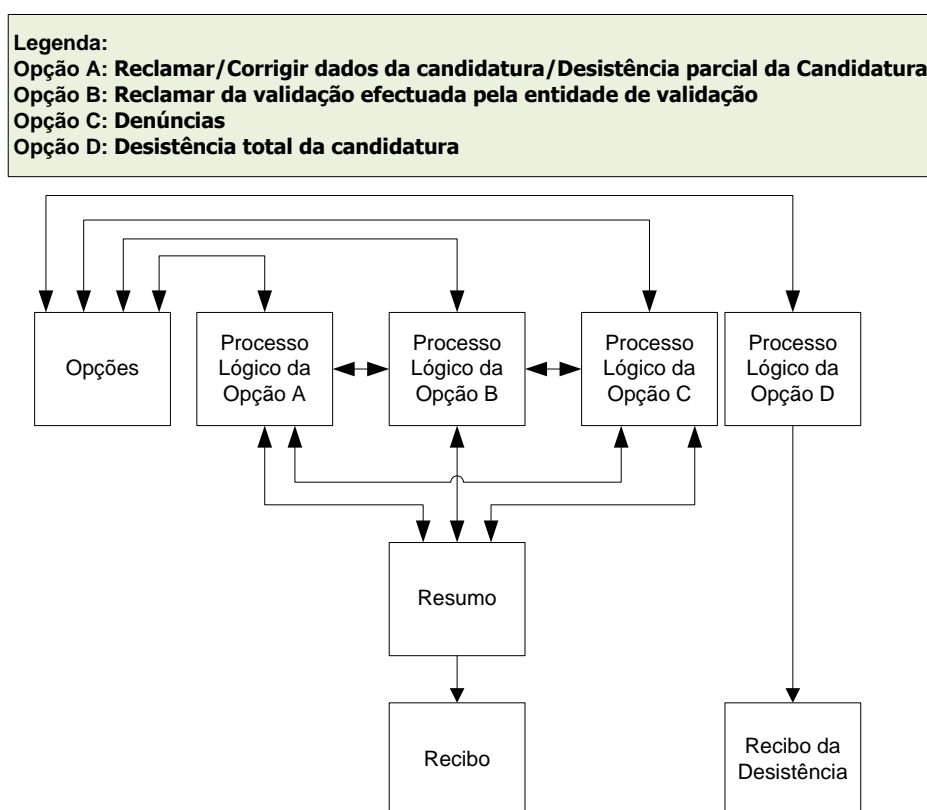 Legenda:
Opção A: Reclamar/Corrigir dados da candidatura/Desistência parcial da Candidatura
Opção B: Reclamar da validação efectuada pela entidade de validação
Opção C: Denúncias
Opção D: Desistência total da candidatura
Opções
Processo
Lógico da
Opção A
Processo
Lógico da
Opção B
Processo
Lógico da
Opção C
Processo
Lógico da
Opção D
Resumo
Recibo
Recibo da
Desistência